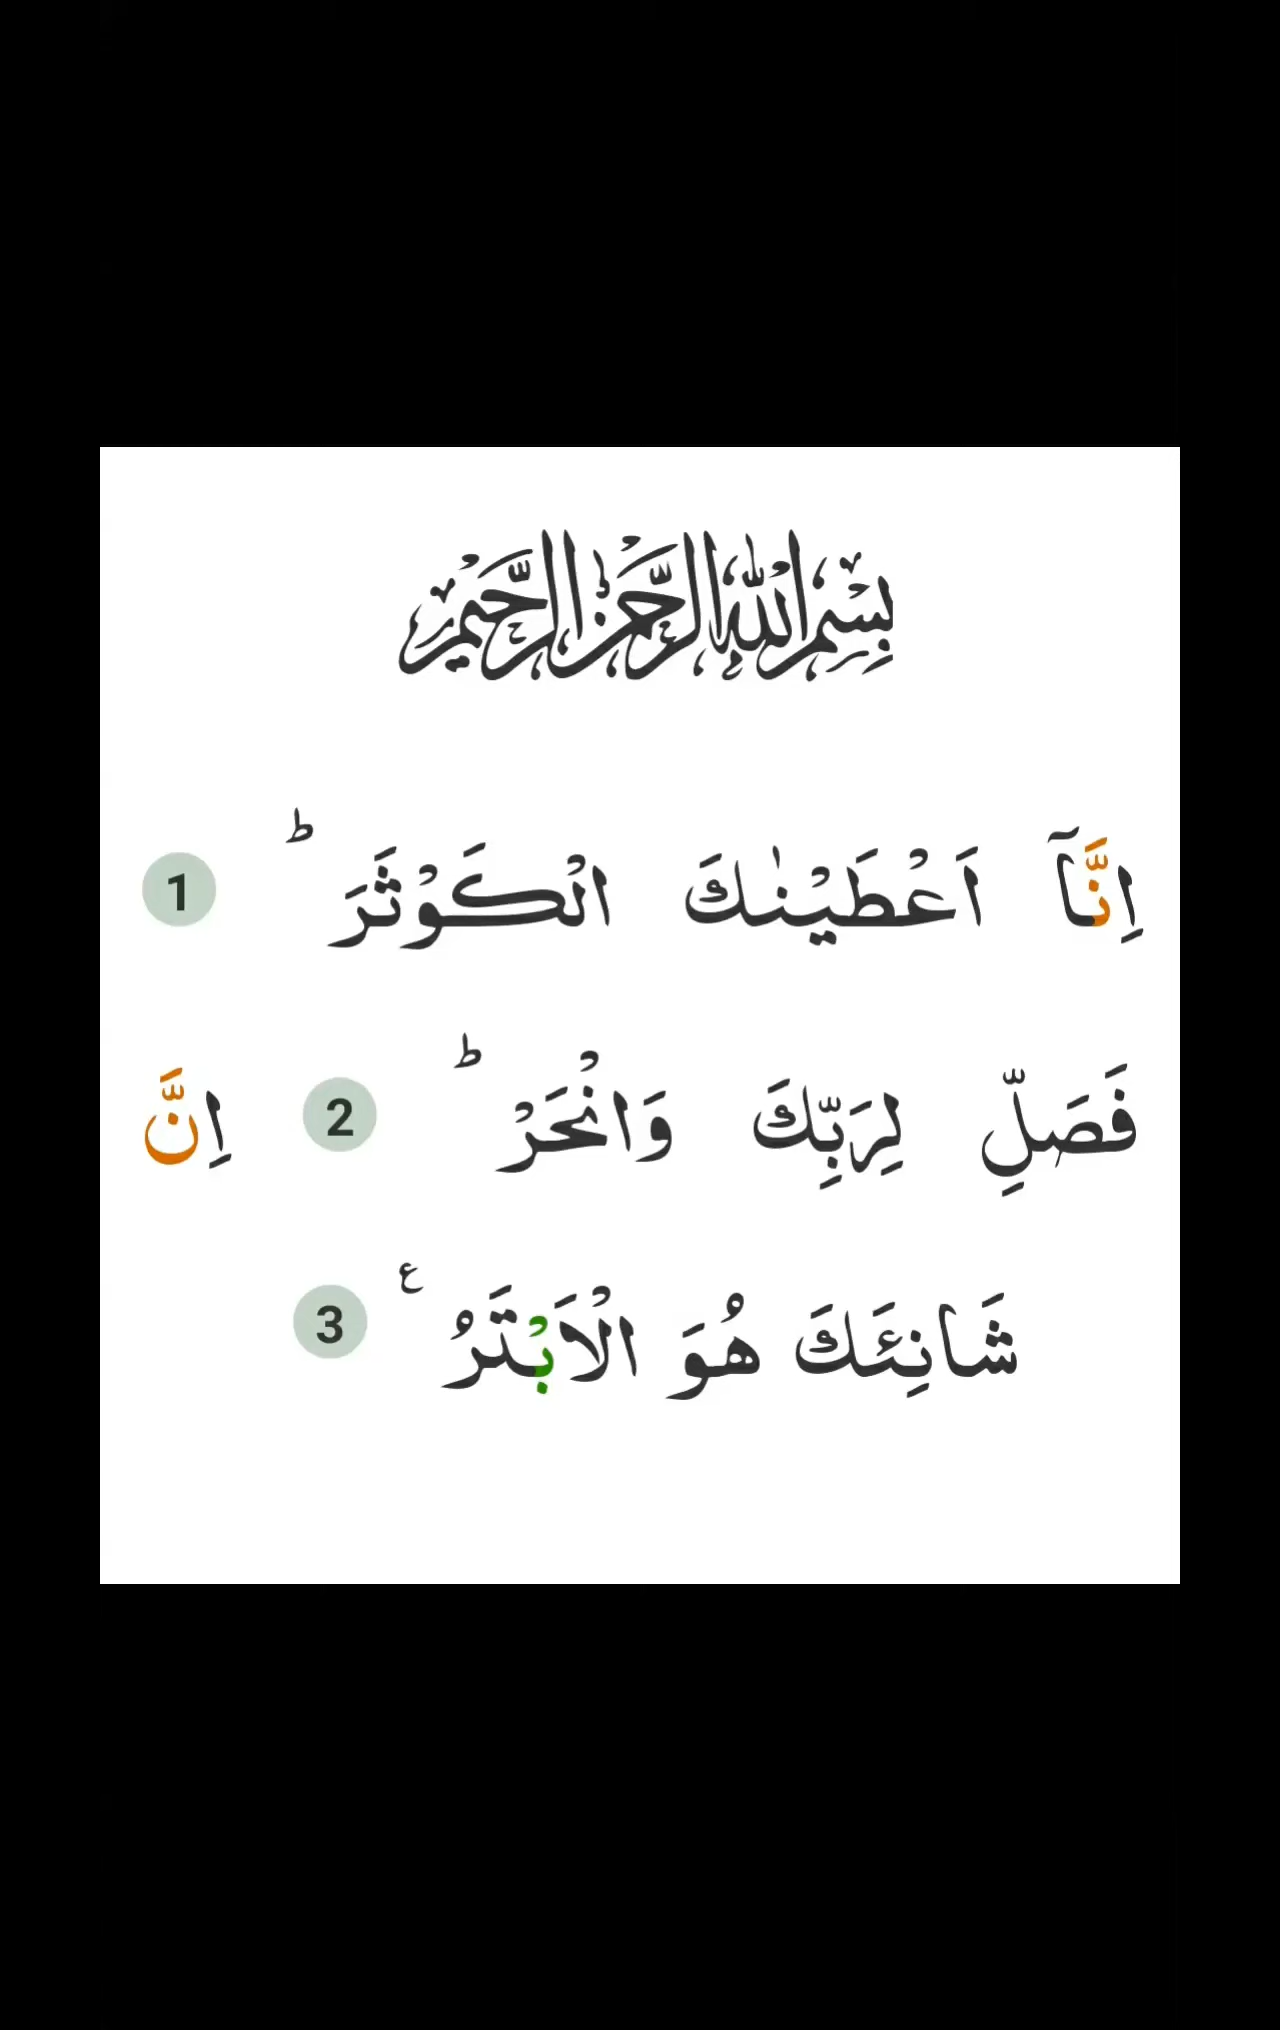 بِسْمِ اللّٰهِ الرَّحْمٰنِ الرَّحِيْمِ
اِنَّآ اَعْطَيْنٰكَ الْكَوْثَرَ ؕ 1
فَصَلِّ لِرَبِّكَ وَانْحَرْ ؕ 2 اِنَّ
شَانِئَكَ هُوَ الْاَبْتَرُ ࣖ 3